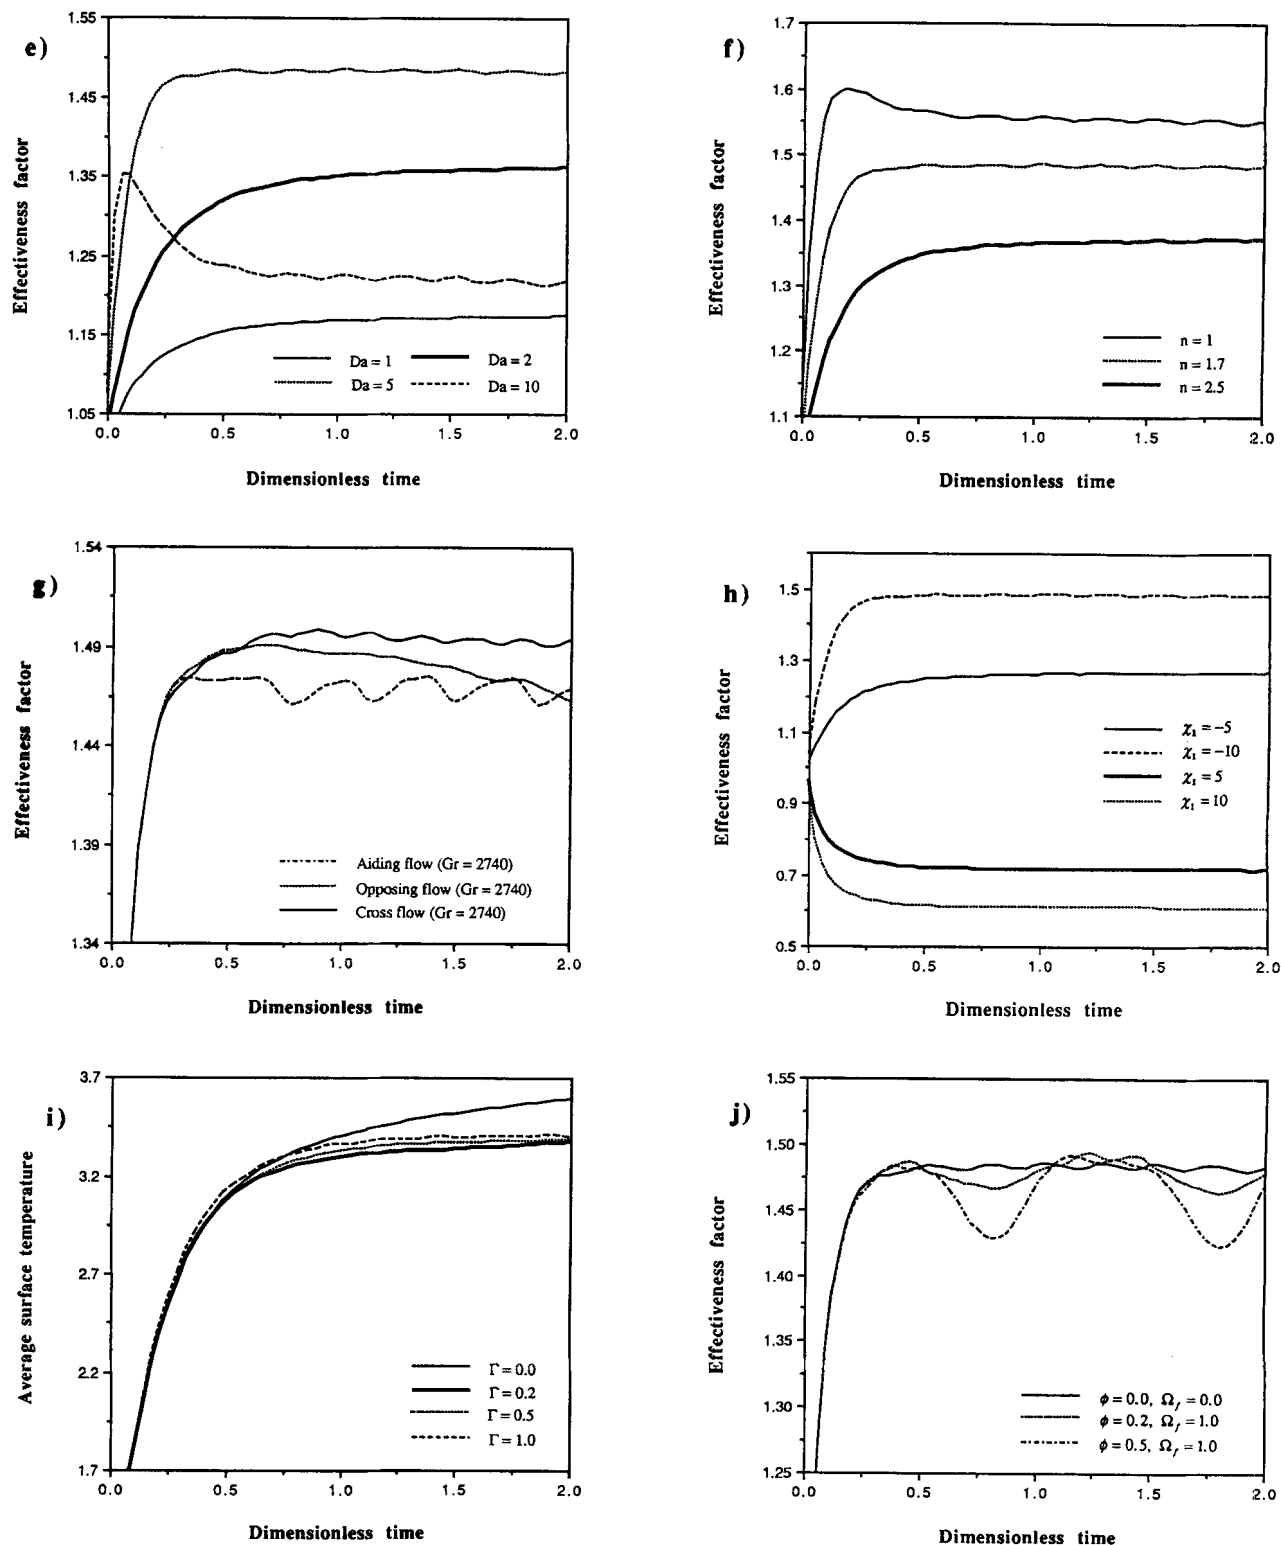 e)
1.55
1.45
1.35
1.25
1.15
1.05
Effectiveness factor
Da = 1
Da = 2
Da = 5
Da = 10
0.0 0.5 1.0 1.5 2.0
Dimensionless time
f)
1.7
1.6
1.5
1.4
1.3
1.2
1.1
Effectiveness factor
n = 1
n = 1.7
n = 2.5
0.0 0.5 1.0 1.5 2.0
Dimensionless time
g)
1.54
1.49
1.44
1.39
1.34
Effectiveness factor
Aiding flow (Gr = 2740)
Opposing flow (Gr = 2740)
Cross flow (Gr = 2740)
0.0 0.5 1.0 1.5 2.0
Dimensionless time
h)
1.5
1.3
1.1
0.9
0.7
0.5
Effectiveness factor
χ₁ = −5
χ₁ = −10
χ₁ = 5
χ₁ = 10
0.0 0.5 1.0 1.5 2.0
Dimensionless time
i)
3.7
3.2
2.7
2.2
1.7
Average surface temperature
Γ = 0.0
Γ = 0.2
Γ = 0.5
Γ = 1.0
0.0 0.5 1.0 1.5 2.0
Dimensionless time
j)
1.55
1.50
1.45
1.40
1.35
1.30
1.25
Effectiveness factor
ϕ = 0.0, Ω_f = 0.0
ϕ = 0.2, Ω_f = 1.0
ϕ = 0.5, Ω_f = 1.0
0.0 0.5 1.0 1.5 2.0
Dimensionless time